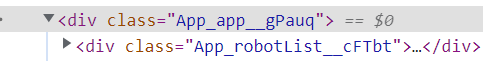 <div class="App_app__gPauq"> == $0
<div class="App_robotList__cFTbt">…</div>